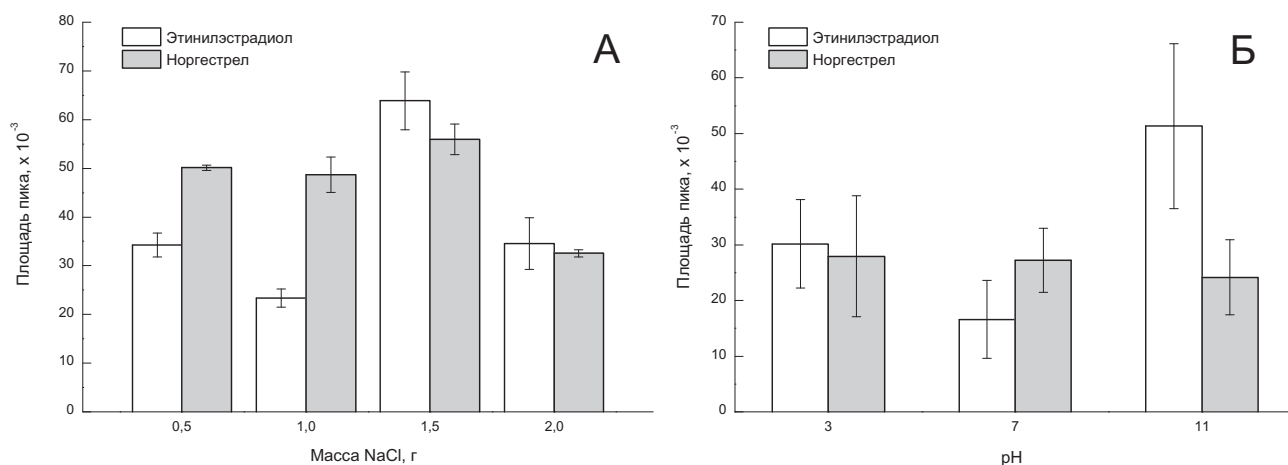 Этинилэстрадиол
Норгестрел
А
Площадь пика, x 10⁻³
80
70
60
50
40
30
20
10
0
0,5 1,0 1,5 2,0
Масса NaCl, г
Этинилэстрадиол
Норгестрел
Б
Площадь пика, x 10⁻³
70
60
50
40
30
20
10
0
3 7 11
pH